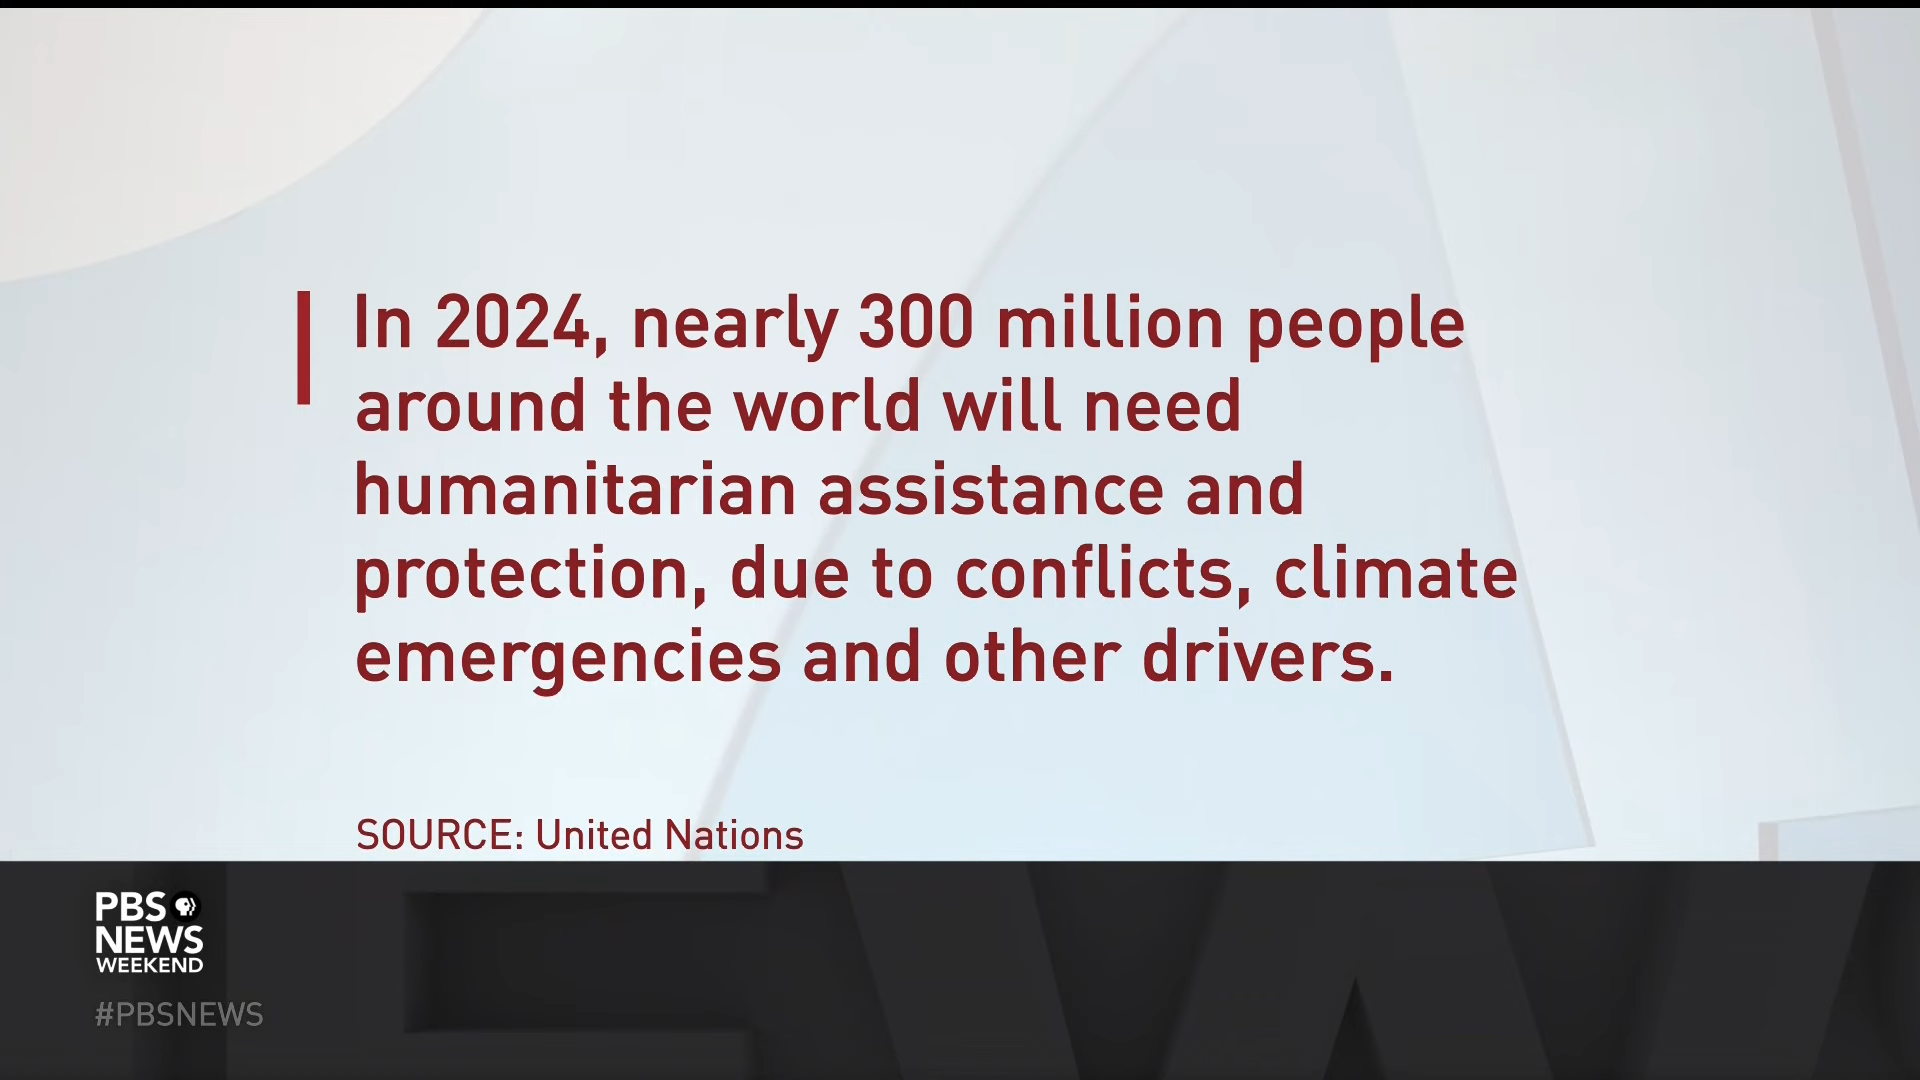 In 2024, nearly 300 million people
around the world will need
humanitarian assistance and
protection, due to conflicts, climate
emergencies and other drivers.
SOURCE: United Nations
PBS
NEWS
WEEKEND
#PBSNEWS